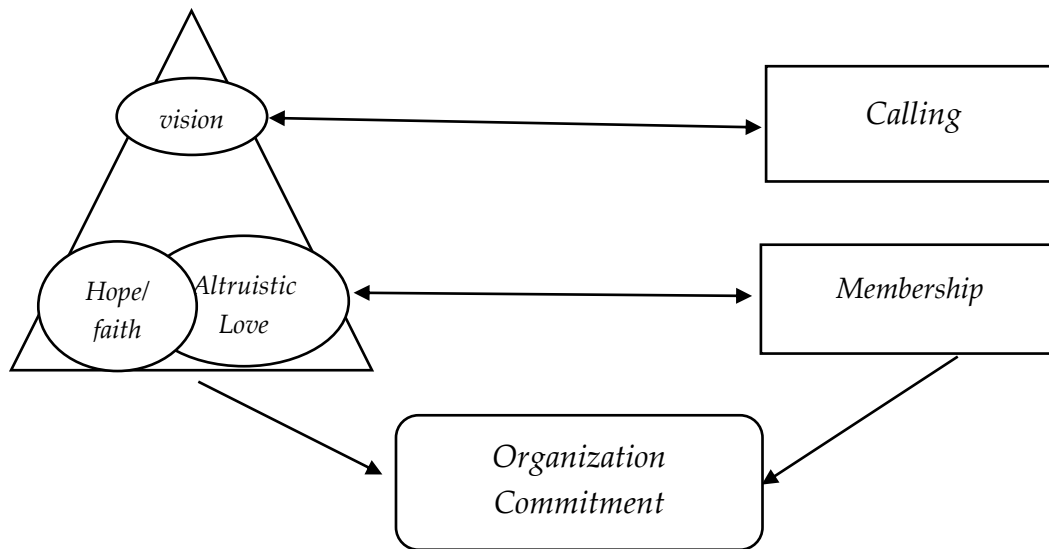 vision
Calling
Hope/
faith
Altruistic
Love
Membership
Organization
Commitment